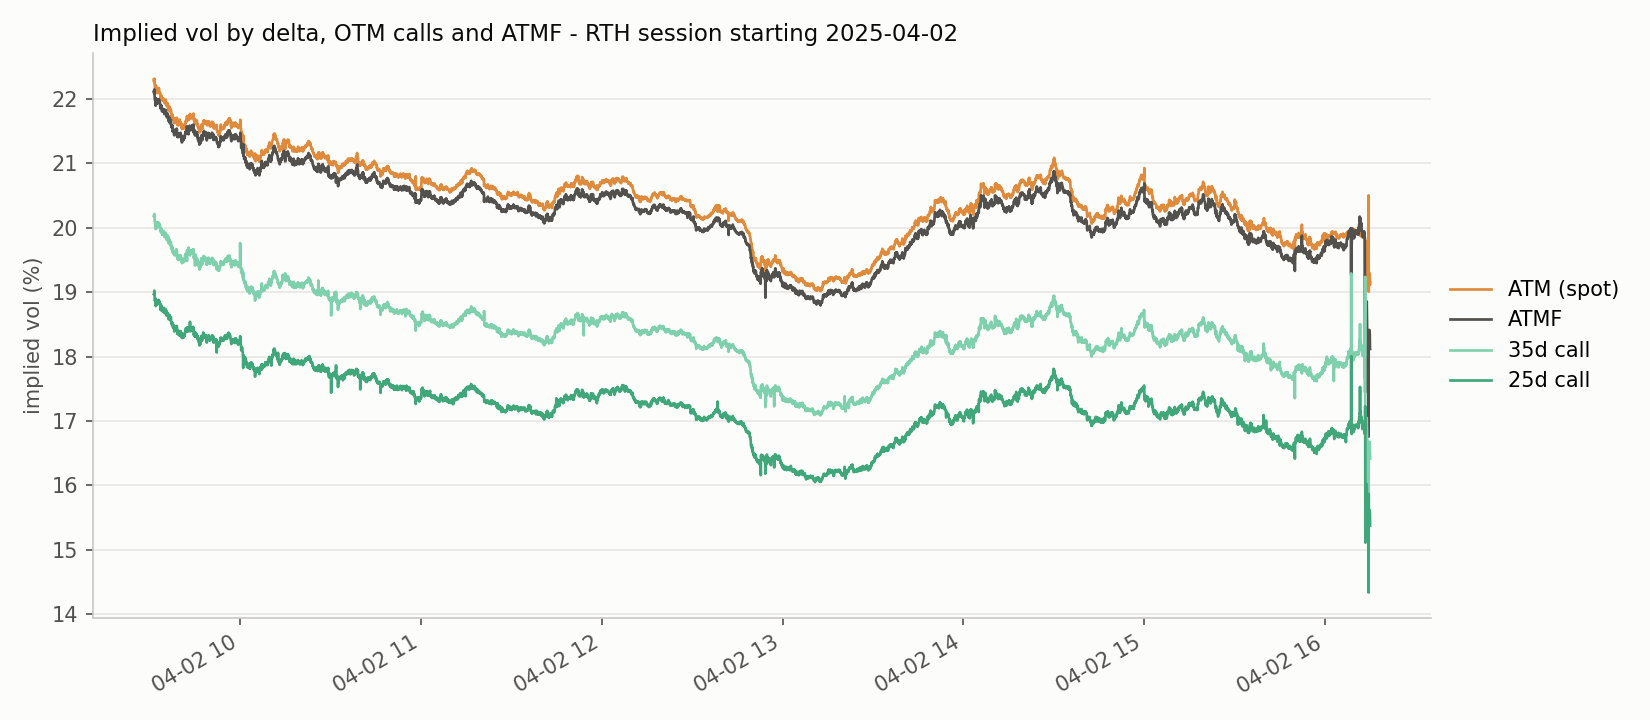 Implied vol by delta, OTM calls and ATMF - RTH session starting 2025-04-02
implied vol (%)
22
21
20
19
18
17
16
15
14
04-02 10
04-02 11
04-02 12
04-02 13
04-02 14
04-02 15
04-02 16
ATM (spot)
ATMF
35d call
25d call